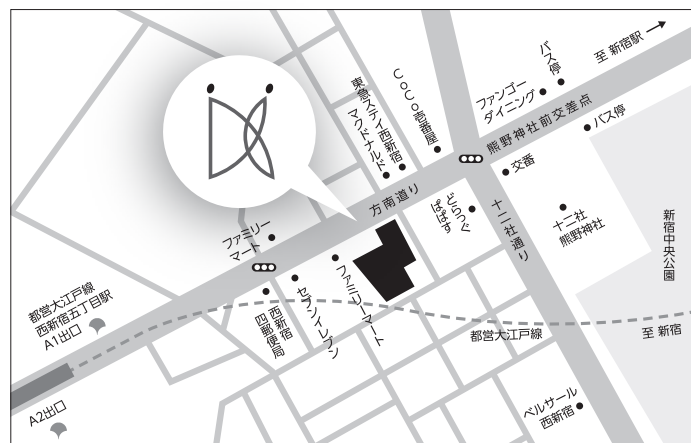 至 新宿駅
バス停
ファンゴー
ダイニング
バス停
熊野神社前交差点
CoCo壱番屋
東急ステイ西新宿
マクドナルド
交番
方南通り
どらっぐ
ぱぱす
十二社通り
十二社
熊野神社
新宿中央公園
ファミリー
マート
ファミリーマート
セブンイレブン
西新宿
四郵便局
都営大江戸線
西新宿五丁目駅
A1出口
都営大江戸線
至 新宿
A2出口
ベルサール
西新宿